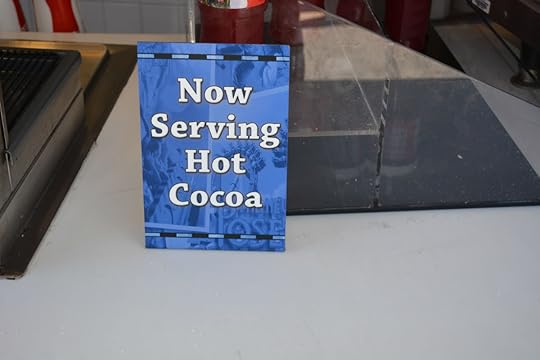 Now
Serving
Hot
Cocoa